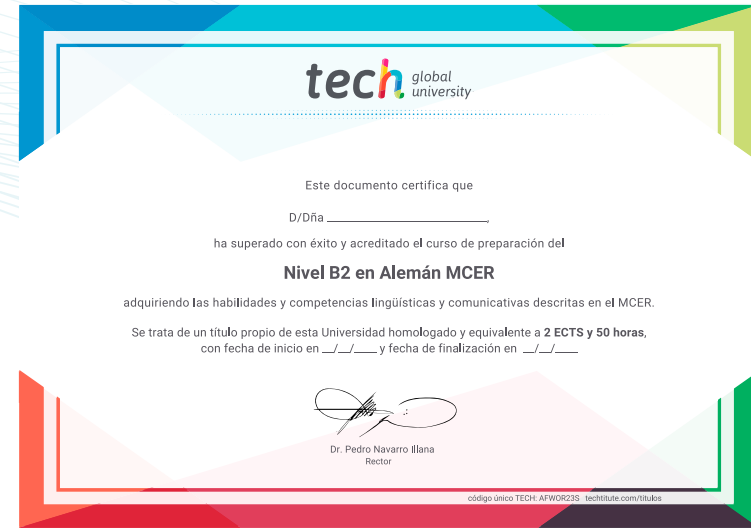 tech global university
Este documento certifica que
D/Dña ____________________,
ha superado con éxito y acreditado el curso de preparación del
Nivel B2 en Alemán MCER
adquiriendo las habilidades y competencias lingüísticas y comunicativas descritas en el MCER.
Se trata de un título propio de esta Universidad homologado y equivalente a 2 ECTS y 50 horas,
con fecha de inicio en __/__/____ y fecha de finalización en __/__/____
Dr. Pedro Navarro Illana
Rector
código único TECH: AFWOR23S techtitute.com/titulos